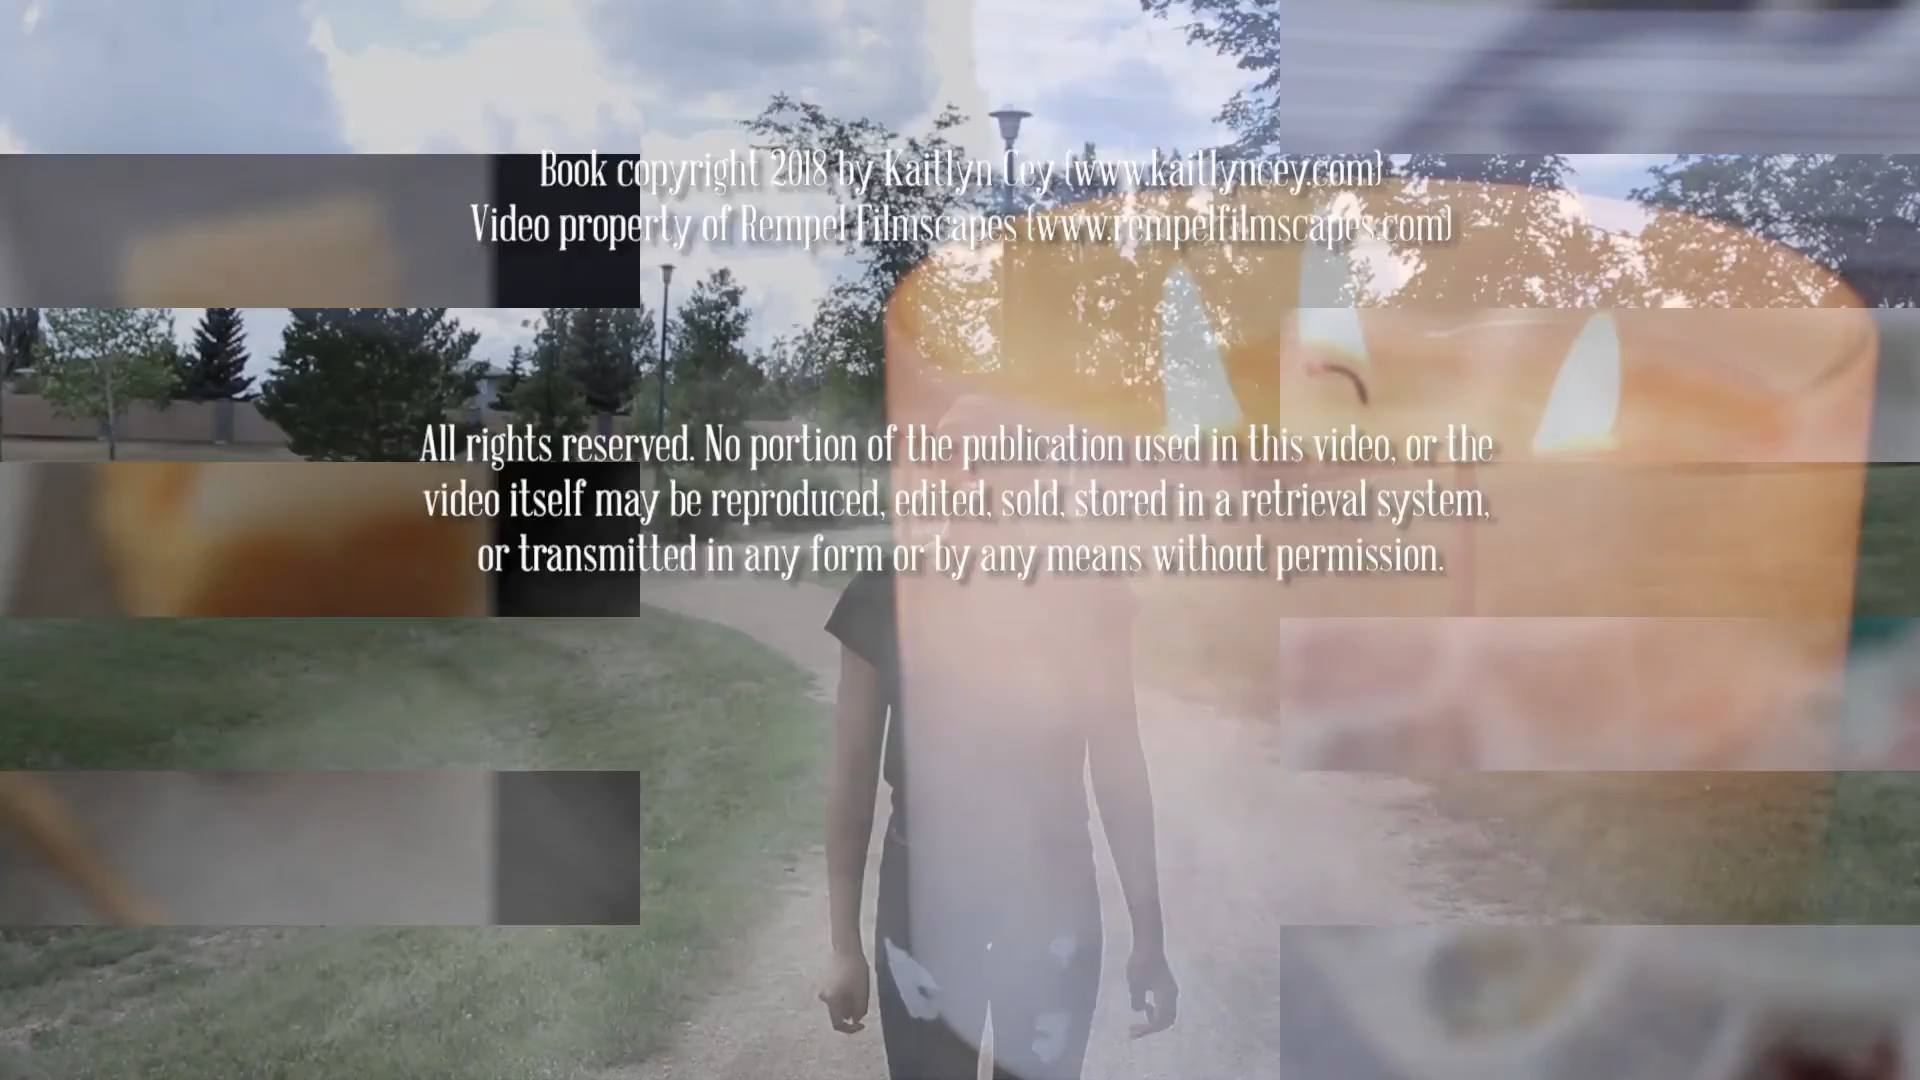 Book copyright 2018 by Kaitlyn Cey (www.kaitlyncey.com)
Video property of Rempel Filmscapes (www.rempelfilmscapes.com)
All rights reserved. No portion of the publication used in this video, or the
video itself may be reproduced, edited, sold, stored in a retrieval system,
or transmitted in any form or by any means without permission.